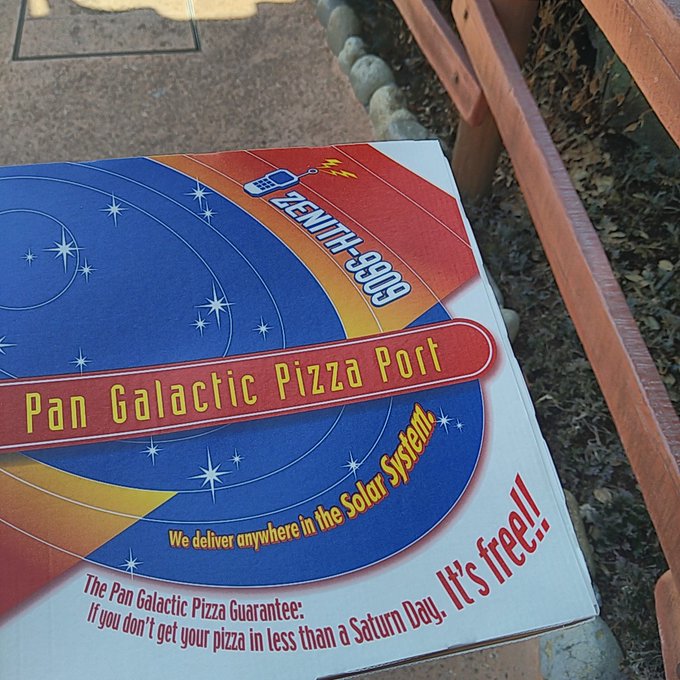 ZENITH-9909
Pan Galactic Pizza Port
We deliver anywhere in the Solar System.
The Pan Galactic Pizza Guarantee:
If you don't get your pizza in less than a Saturn Day. It's free!!